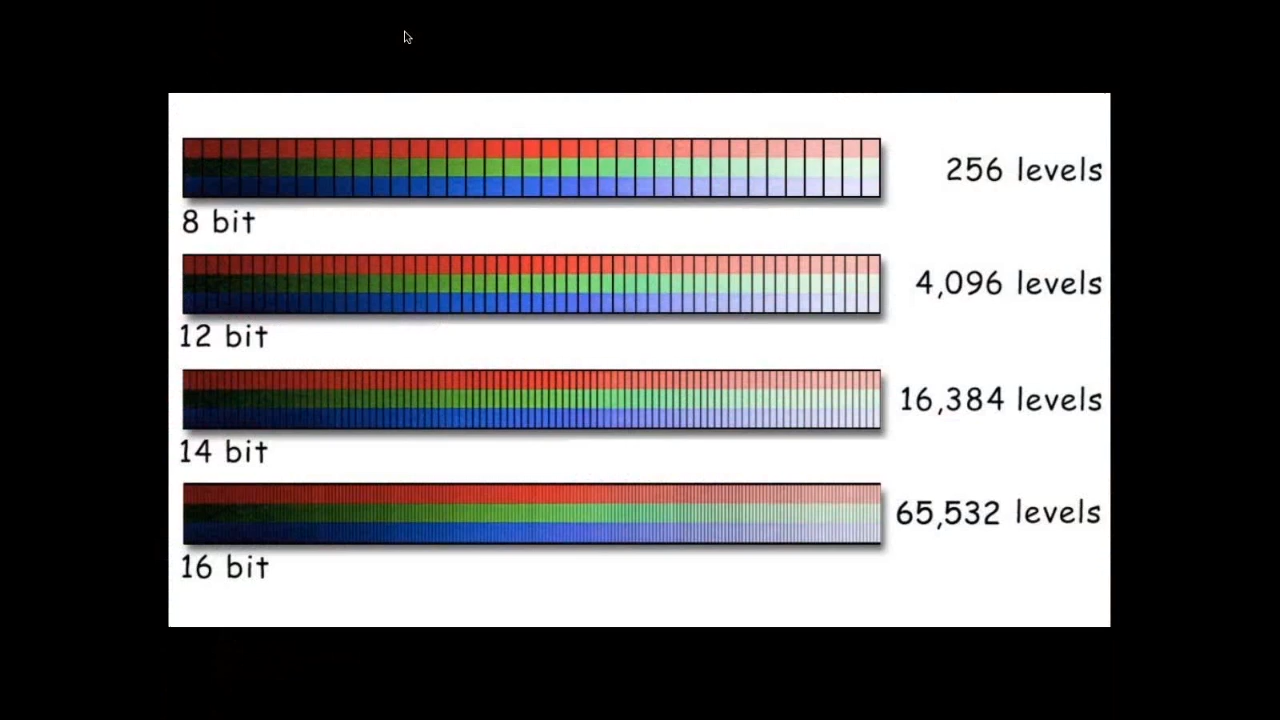 256 levels
8 bit
4,096 levels
12 bit
16,384 levels
14 bit
65,532 levels
16 bit